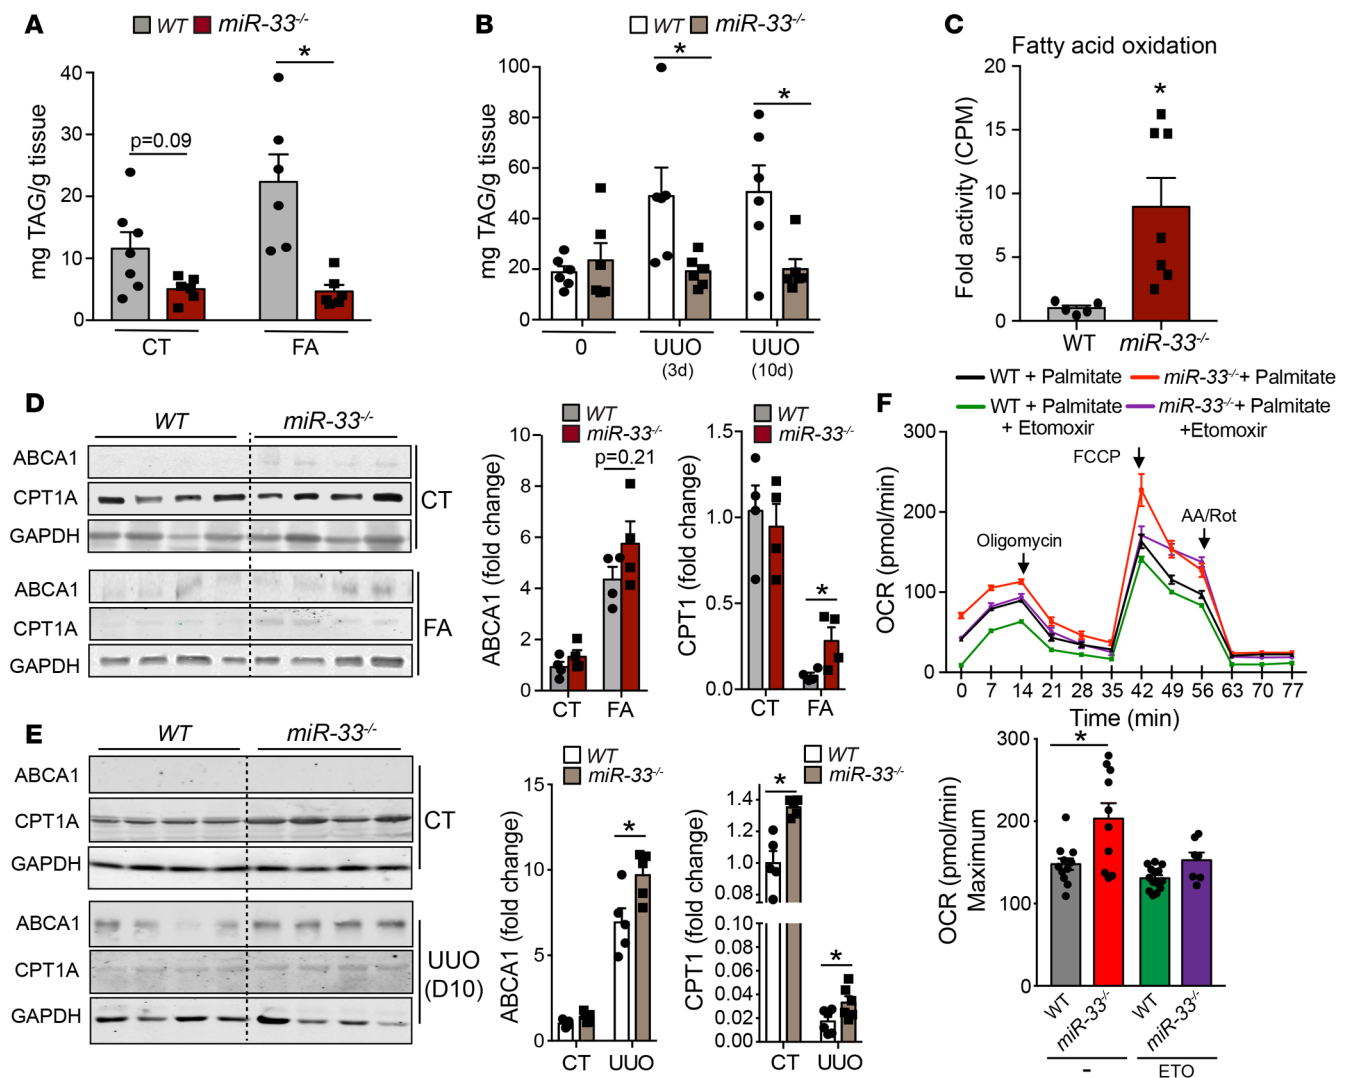 A
WT miR-33-/-
mg TAG/g tissue
40
30
20
10
0
p=0.09
*
CT
FA
B
WT miR-33-/-
mg TAG/g tissue
100
80
60
40
20
0
*
*
0
UUO
(3d)
UUO
(10d)
C
Fatty acid oxidation
Fold activity (CPM)
20
15
10
5
0
*
WT
miR-33-/-
D
WT
miR-33-/-
ABCA1
CPT1A
GAPDH
CT
ABCA1
CPT1A
GAPDH
FA
WT
miR-33-/-
ABCA1 (fold change)
10
8
6
4
2
0
p=0.21
CT
FA
WT
miR-33-/-
CPT1 (fold change)
1.5
1.0
0.5
0.0
*
CT
FA
E
WT
miR-33-/-
ABCA1
CPT1A
GAPDH
CT
ABCA1
CPT1A
GAPDH
UUO
(D10)
WT
miR-33-/-
ABCA1 (fold change)
15
10
5
0
*
CT
UUO
WT
miR-33-/-
CPT1 (fold change)
1.4
1.2
1.0
0.08
0.10
0.08
0.06
0.04
0.02
0.00
*
*
CT
UUO
F
WT + Palmitate
miR-33-/-+ Palmitate
WT + Palmitate
+ Etomoxir
miR-33-/-+ Palmitate
+Etomoxir
OCR (pmol/min)
300
200
100
0
Oligomycin
FCCP
AA/Rot
0 7 14 21 28 35 42 49 56 63 70 77
Time (min)
OCR (pmol/min)
Maximum
300
200
100
0
*
WT
miR-33-/-
WT
miR-33-/-
-
ETO